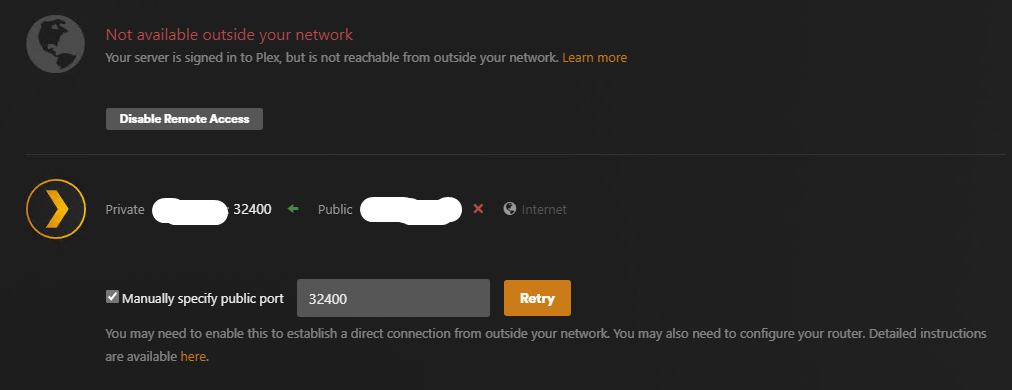 Not available outside your network
Your server is signed in to Plex, but is not reachable from outside your network. Learn more
Disable Remote Access
Private : 32400 Public Internet
Manually specify public port 32400 Retry
You may need to enable this to establish a direct connection from outside your network. You may also need to configure your router. Detailed instructions
are available here.